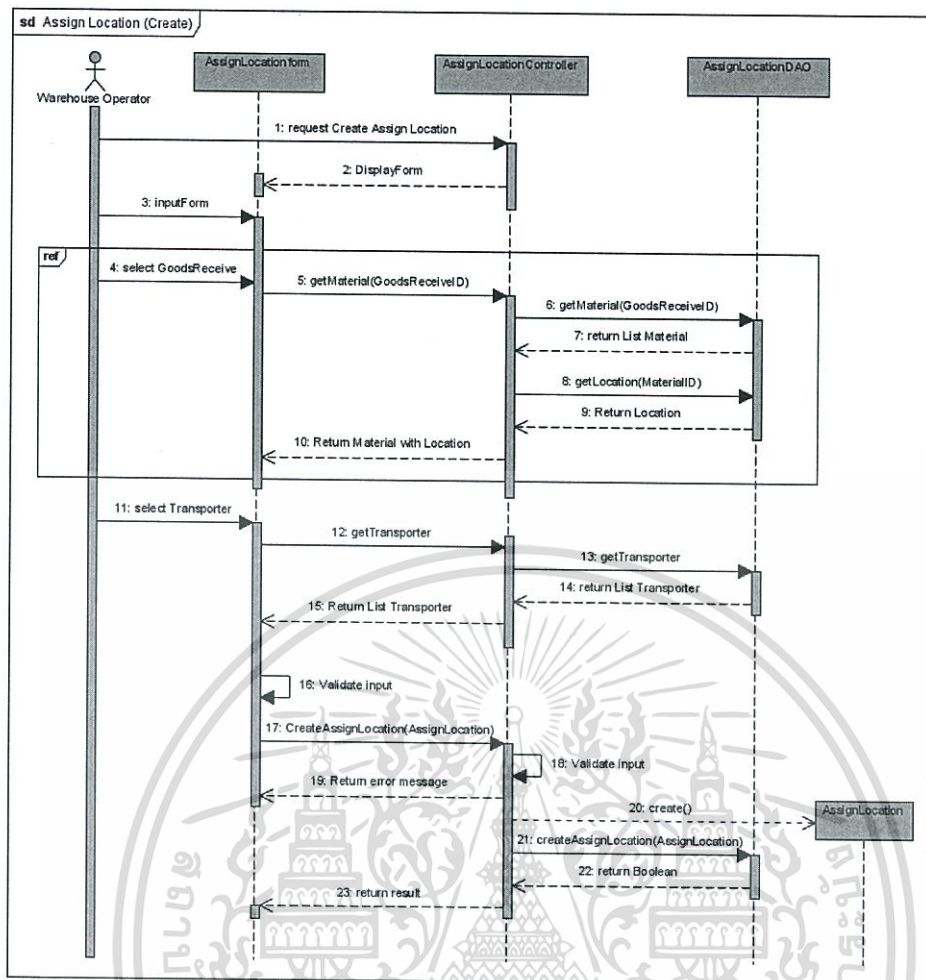 sd Assign Location (Create)
AssignLocationform
AssignLocationController
AssignLocationDAO
Warehouse Operator
1: request Create Assign Location
2: DisplayForm
3: inputForm
ref
4: select GoodsReceive
5: getMaterial(GoodsReceiveID)
6: getMaterial(GoodsReceiveID)
7: return List Material
8: getLocation(MaterialID)
9: Return Location
10: Return Material with Location
11: select Transporter
12: getTransporter
13: getTransporter
14: return List Transporter
15: Return List Transporter
16: Validate input
17: CreateAssignLocation(AssignLocation)
18: Validate input
19: Return error message
20: create()
AssignLocation
21: createAssignLocation(AssignLocation)
22: return Boolean
23: return result